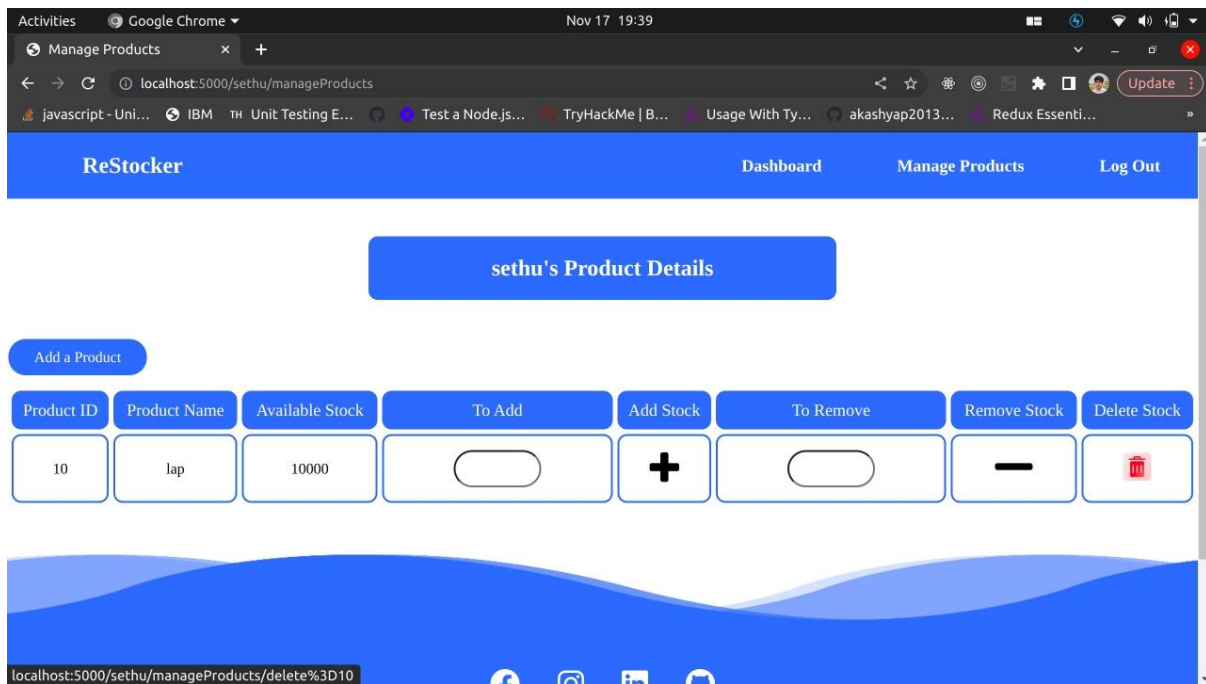 Activities Google Chrome Nov 17 19:39
Manage Products
localhost:5000/sethu/manageProducts Update
javascript - Uni... IBM TH Unit Testing E... Test a Node.js... TryHackMe | B... Usage With Ty... akashyap2013... Redux Essenti... »
ReStocker Dashboard Manage Products Log Out
sethu's Product Details
Add a Product
Product ID Product Name Available Stock To Add Add Stock To Remove Remove Stock Delete Stock
10 lap 10000
localhost:5000/sethu/manageProducts/delete%3D10
in